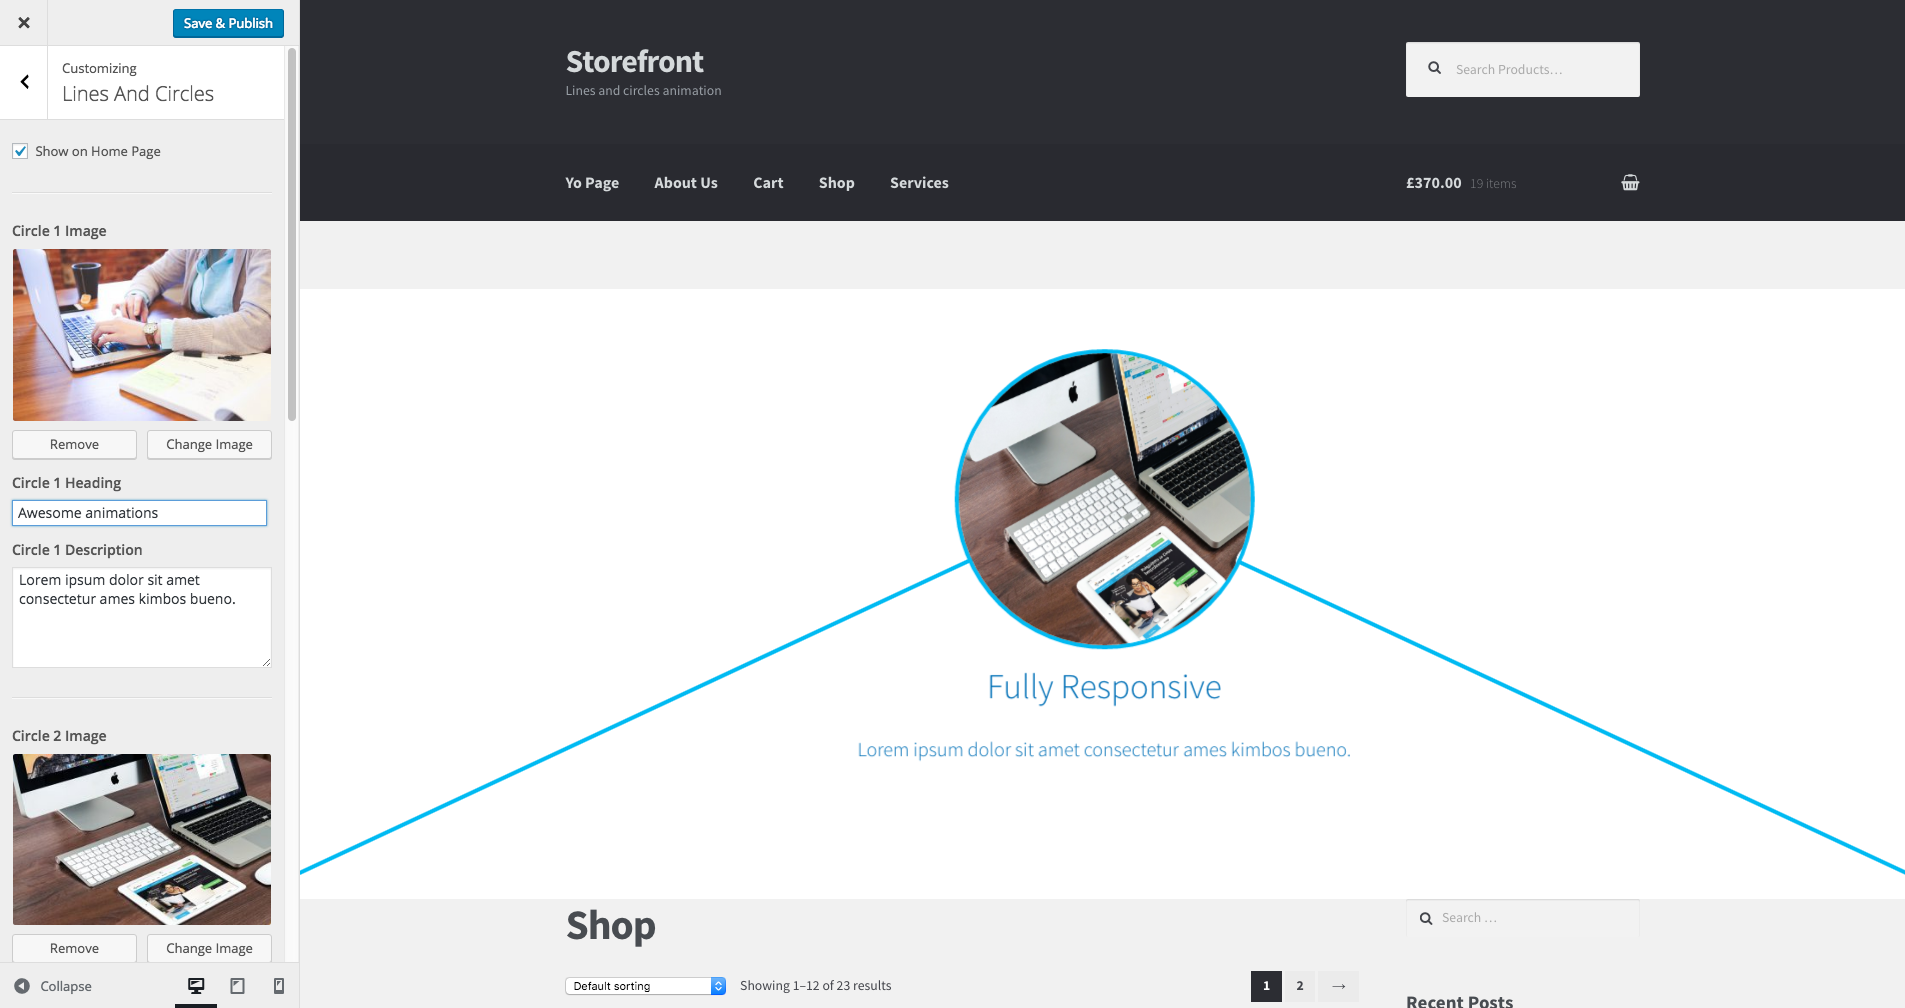 Save & Publish
Customizing
Lines And Circles
Show on Home Page
Circle 1 Image
Remove
Change Image
Circle 1 Heading
Awesome animations
Circle 1 Description
Lorem ipsum dolor sit amet
consectetur ames kimbos bueno.
Circle 2 Image
Remove
Change Image
Collapse
Storefront
Lines and circles animation
Search Products…
Yo Page
About Us
Cart
Shop
Services
£370.00 19 items
Fully Responsive
Lorem ipsum dolor sit amet consectetur ames kimbos bueno.
Shop
Default sorting
Showing 1–12 of 23 results
1
2
→
Search …
Recent Posts